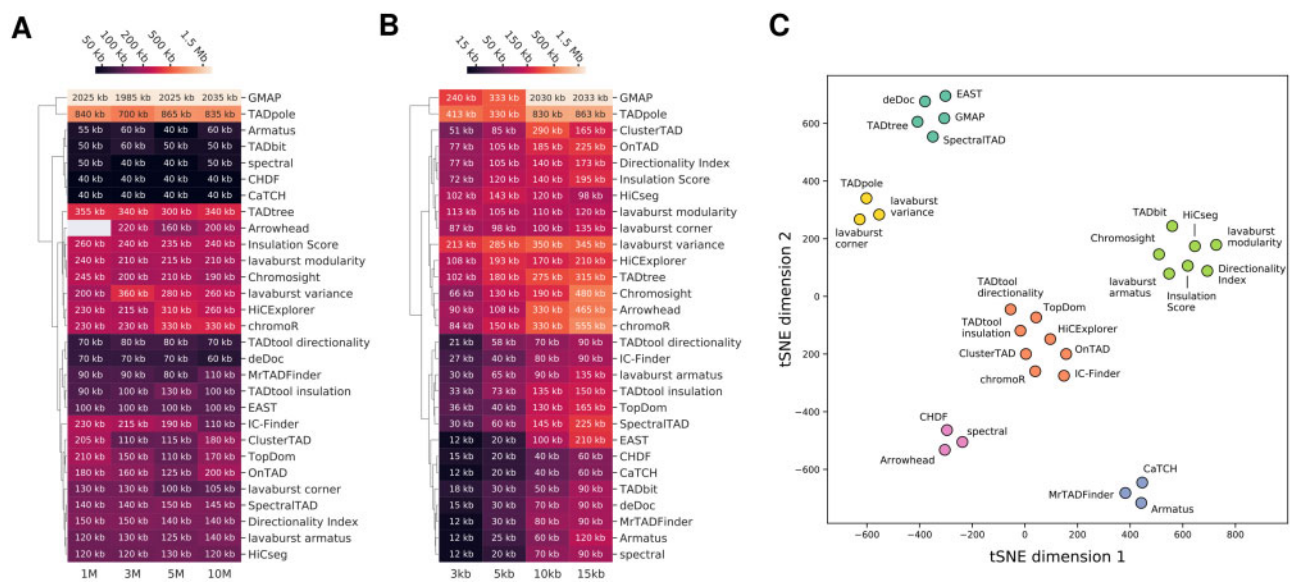 A
50 kb
100 kb
200 kb
500 kb
1.5 Mb
2025 kb 1985 kb 2025 kb 2035 kb GMAP
840 kb 700 kb 865 kb 835 kb TADpole
55 kb 60 kb 40 kb 60 kb Armatus
50 kb 60 kb 50 kb 60 kb TADbit
50 kb 40 kb 40 kb 50 kb spectral
40 kb 40 kb 40 kb 40 kb CHDF
40 kb 40 kb 40 kb 40 kb CaTCH
355 kb 340 kb 300 kb 340 kb TADtree
220 kb 160 kb 200 kb Arrowhead
260 kb 240 kb 235 kb 240 kb Insulation Score
240 kb 210 kb 215 kb 210 kb lavaburst modularity
245 kb 200 kb 210 kb 190 kb Chromosight
200 kb 360 kb 280 kb 260 kb lavaburst variance
230 kb 215 kb 310 kb 260 kb HiCExplorer
230 kb 230 kb 330 kb 330 kb chromoR
70 kb 80 kb 80 kb 70 kb TADtool directionality
70 kb 70 kb 70 kb 60 kb deDoc
90 kb 90 kb 80 kb 110 kb MrTADFinder
90 kb 100 kb 130 kb 100 kb TADtool insulation
100 kb 100 kb 100 kb 100 kb EAST
230 kb 215 kb 190 kb 110 kb IC-Finder
205 kb 110 kb 115 kb 180 kb ClusterTAD
210 kb 150 kb 110 kb 170 kb TopDom
180 kb 160 kb 125 kb 200 kb OnTAD
130 kb 130 kb 100 kb 105 kb lavaburst corner
140 kb 140 kb 150 kb 145 kb SpectralTAD
150 kb 150 kb 140 kb 140 kb Directionality Index
120 kb 130 kb 125 kb 140 kb lavaburst armatus
120 kb 120 kb 130 kb 120 kb HiCseg
1M 3M 5M 10M
B
15 kb
50 kb
150 kb
500 kb
1.5 Mb
240 kb 333 kb 2030 kb 2033 kb GMAP
413 kb 330 kb 830 kb 863 kb TADpole
51 kb 85 kb 290 kb 165 kb ClusterTAD
77 kb 105 kb 185 kb 225 kb OnTAD
77 kb 105 kb 140 kb 173 kb Directionality Index
72 kb 120 kb 140 kb 195 kb Insulation Score
102 kb 143 kb 120 kb 98 kb HiCseg
113 kb 105 kb 110 kb 120 kb lavaburst modularity
87 kb 98 kb 100 kb 135 kb lavaburst corner
213 kb 285 kb 350 kb 345 kb lavaburst variance
108 kb 193 kb 170 kb 210 kb HiCExplorer
102 kb 180 kb 275 kb 315 kb TADtree
66 kb 130 kb 190 kb 480 kb Chromosight
90 kb 108 kb 330 kb 465 kb Arrowhead
84 kb 150 kb 330 kb 555 kb chromoR
21 kb 58 kb 70 kb 90 kb TADtool directionality
27 kb 40 kb 80 kb 90 kb IC-Finder
30 kb 65 kb 90 kb 135 kb lavaburst armatus
33 kb 73 kb 135 kb 150 kb TADtool insulation
36 kb 40 kb 130 kb 165 kb TopDom
30 kb 60 kb 145 kb 225 kb SpectralTAD
12 kb 20 kb 100 kb 210 kb EAST
15 kb 20 kb 40 kb 60 kb CHDF
12 kb 20 kb 40 kb 60 kb CaTCH
18 kb 30 kb 50 kb 90 kb TADbit
15 kb 30 kb 70 kb 90 kb deDoc
12 kb 30 kb 80 kb 90 kb MrTADFinder
12 kb 25 kb 60 kb 120 kb Armatus
12 kb 20 kb 70 kb 90 kb spectral
3kb 5kb 10kb 15kb
C
tSNE dimension 2
600
400
200
0
−200
−400
−600
deDoc
EAST
TADtree
GMAP
SpectralTAD
TADpole
lavaburst
variance
lavaburst
corner
TADbit
HiCseg
lavaburst
modularity
Chromosight
Directionality
Index
lavaburst
armatus
Insulation
Score
TADtool
directionality
TopDom
TADtool
insulation
HiCExplorer
ClusterTAD
OnTAD
chromoR
IC-Finder
CHDF
spectral
Arrowhead
CaTCH
MrTADFinder
Armatus
−600 −400 −200 0 200 400 600 800
tSNE dimension 1